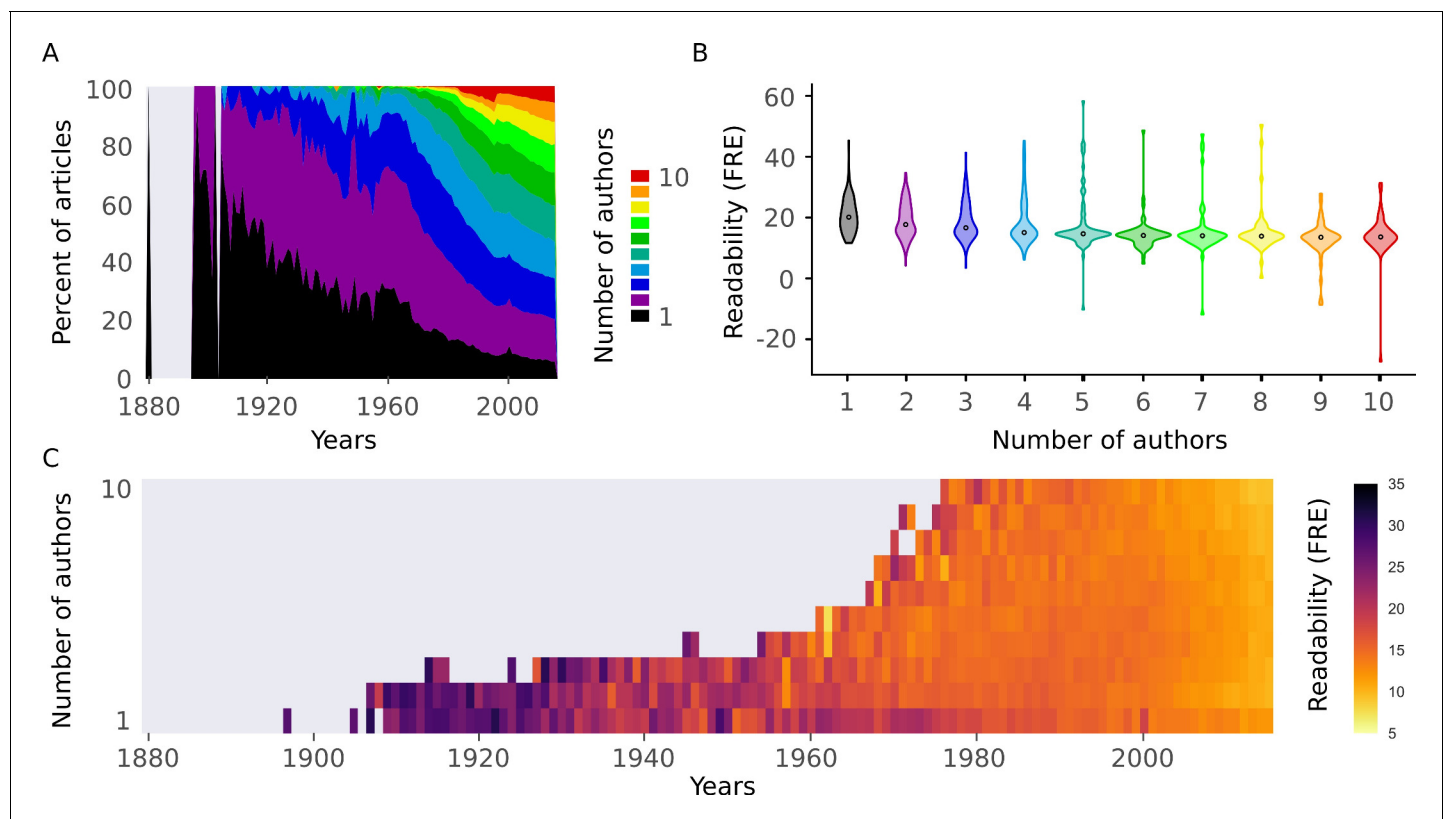 A
B
100
80
60
40
20
0
Percent of articles
1880 1920 1960 2000
Years
Number of authors
10
1
60
40
20
0
-20
Readability (FRE)
1 2 3 4 5 6 7 8 9 10
Number of authors
C
10
1
Number of authors
1880 1900 1920 1940 1960 1980 2000
Years
Readability (FRE)
35
30
25
20
15
10
5